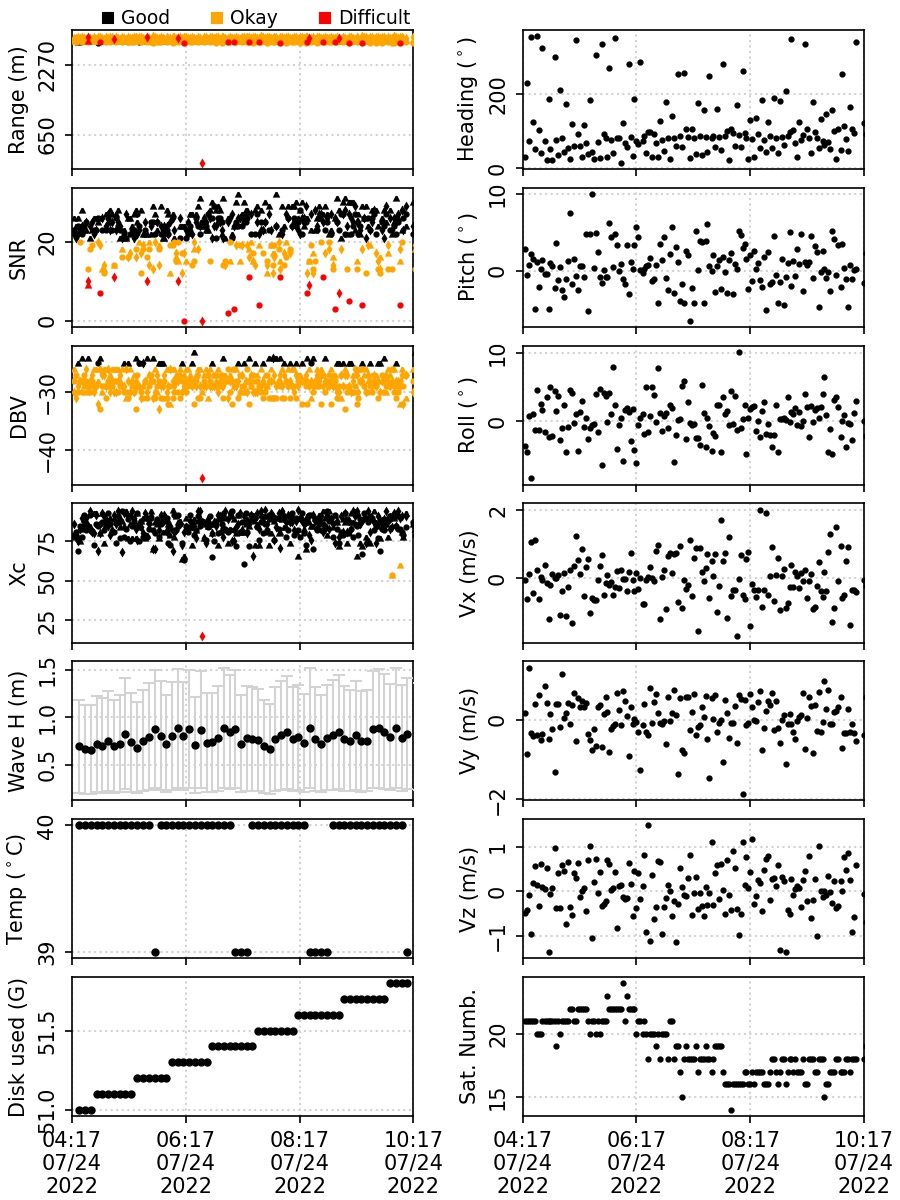 Good Okay Difficult
Range (m)
2270
650
Heading (°)
200
0
SNR
20
0
Pitch (°)
10
0
DBV
−30
−40
Roll (°)
10
0
Xc
75
50
25
Vx (m/s)
2
0
Wave H (m)
1.5
1.0
0.5
Vy (m/s)
0
−2
Temp (°C)
40
39
Vz (m/s)
1
0
−1
Disk used (G)
51.5
51.0
Sat. Numb.
20
15
04:17 06:17 08:17 10:17 04:17 06:17 08:17 10:17
07/24 07/24 07/24 07/24 07/24 07/24 07/24 07/24
2022 2022 2022 2022 2022 2022 2022 2022